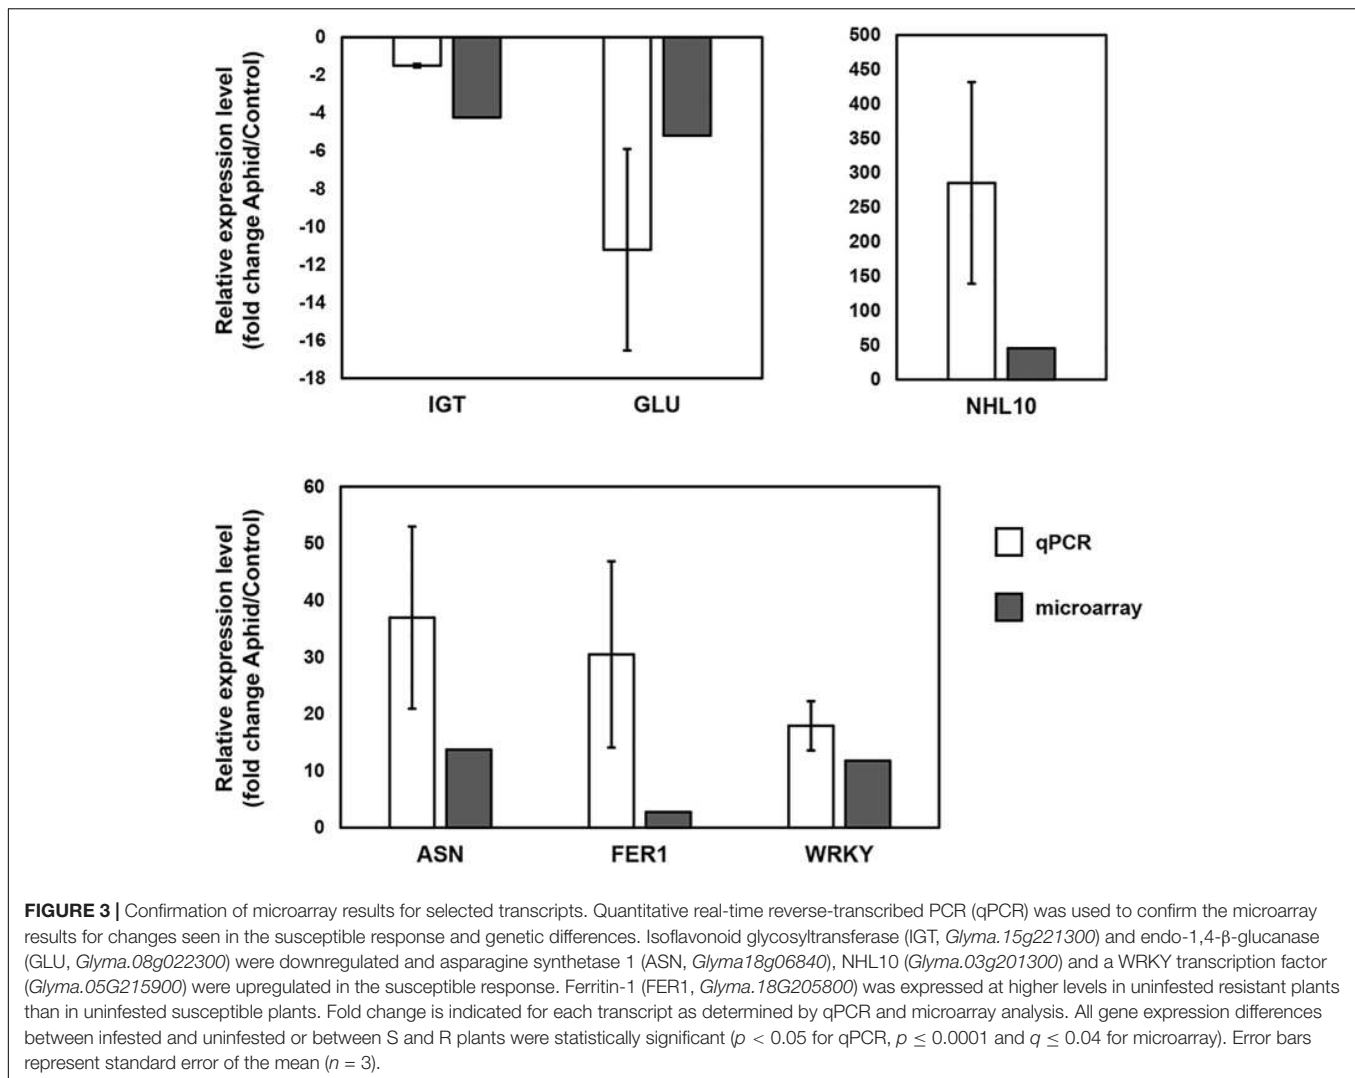 Relative expression level
(fold change Aphid/Control)
0
-2
-4
-6
-8
-10
-12
-14
-16
-18
IGT GLU
500
450
400
350
300
250
200
150
100
50
0
NHL10
Relative expression level
(fold change Aphid/Control)
60
50
40
30
20
10
0
ASN FER1 WRKY
qPCR
microarray
FIGURE 3 | Confirmation of microarray results for selected transcripts. Quantitative real-time reverse-transcribed PCR (qPCR) was used to confirm the microarray
results for changes seen in the susceptible response and genetic differences. Isoflavonoid glycosyltransferase (IGT, Glyma.15g221300) and endo-1,4-β-glucanase
(GLU, Glyma.08g022300) were downregulated and asparagine synthetase 1 (ASN, Glyma18g06840), NHL10 (Glyma.03g201300) and a WRKY transcription factor
(Glyma.05G215900) were upregulated in the susceptible response. Ferritin-1 (FER1, Glyma.18G205800) was expressed at higher levels in uninfested resistant plants
than in uninfested susceptible plants. Fold change is indicated for each transcript as determined by qPCR and microarray analysis. All gene expression differences
between infested and uninfested or between S and R plants were statistically significant (p < 0.05 for qPCR, p ≤ 0.0001 and q ≤ 0.04 for microarray). Error bars
represent standard error of the mean (n = 3).